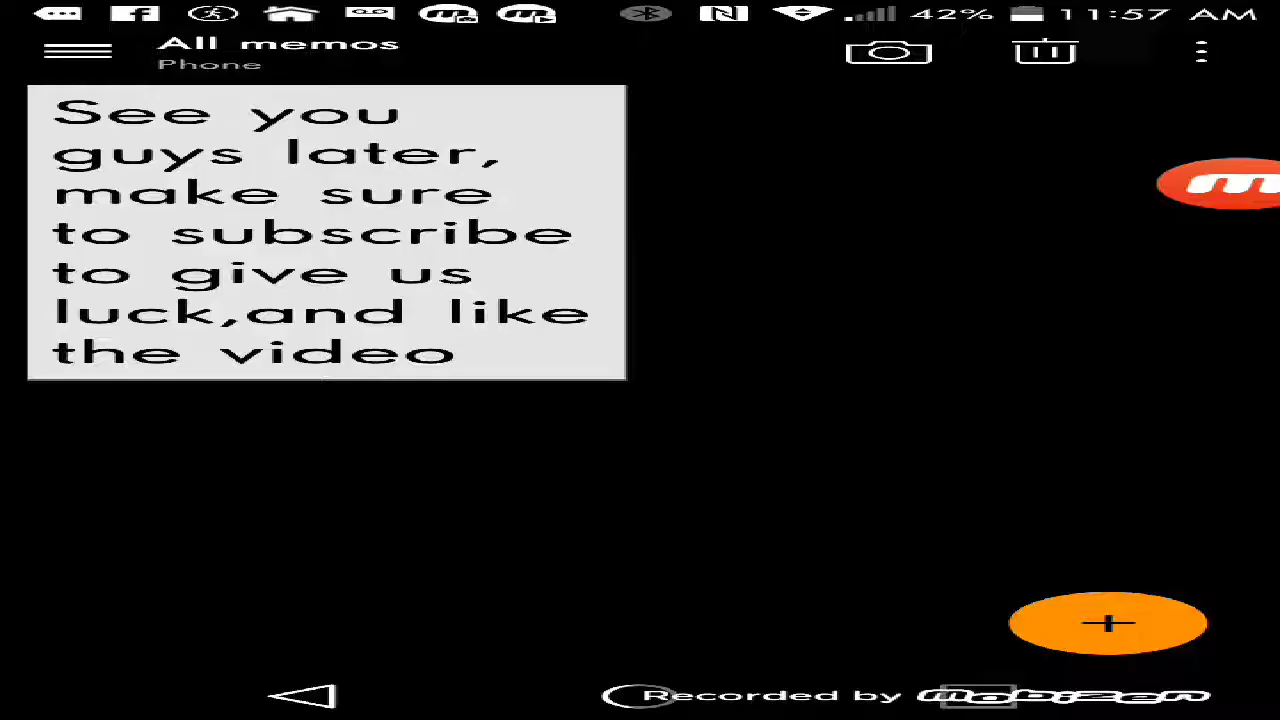 42% 11:57 AM
All memos
Phone
See you
guys later,
make sure
to subscribe
to give us
luck,and like
the video
Recorded by mobizen